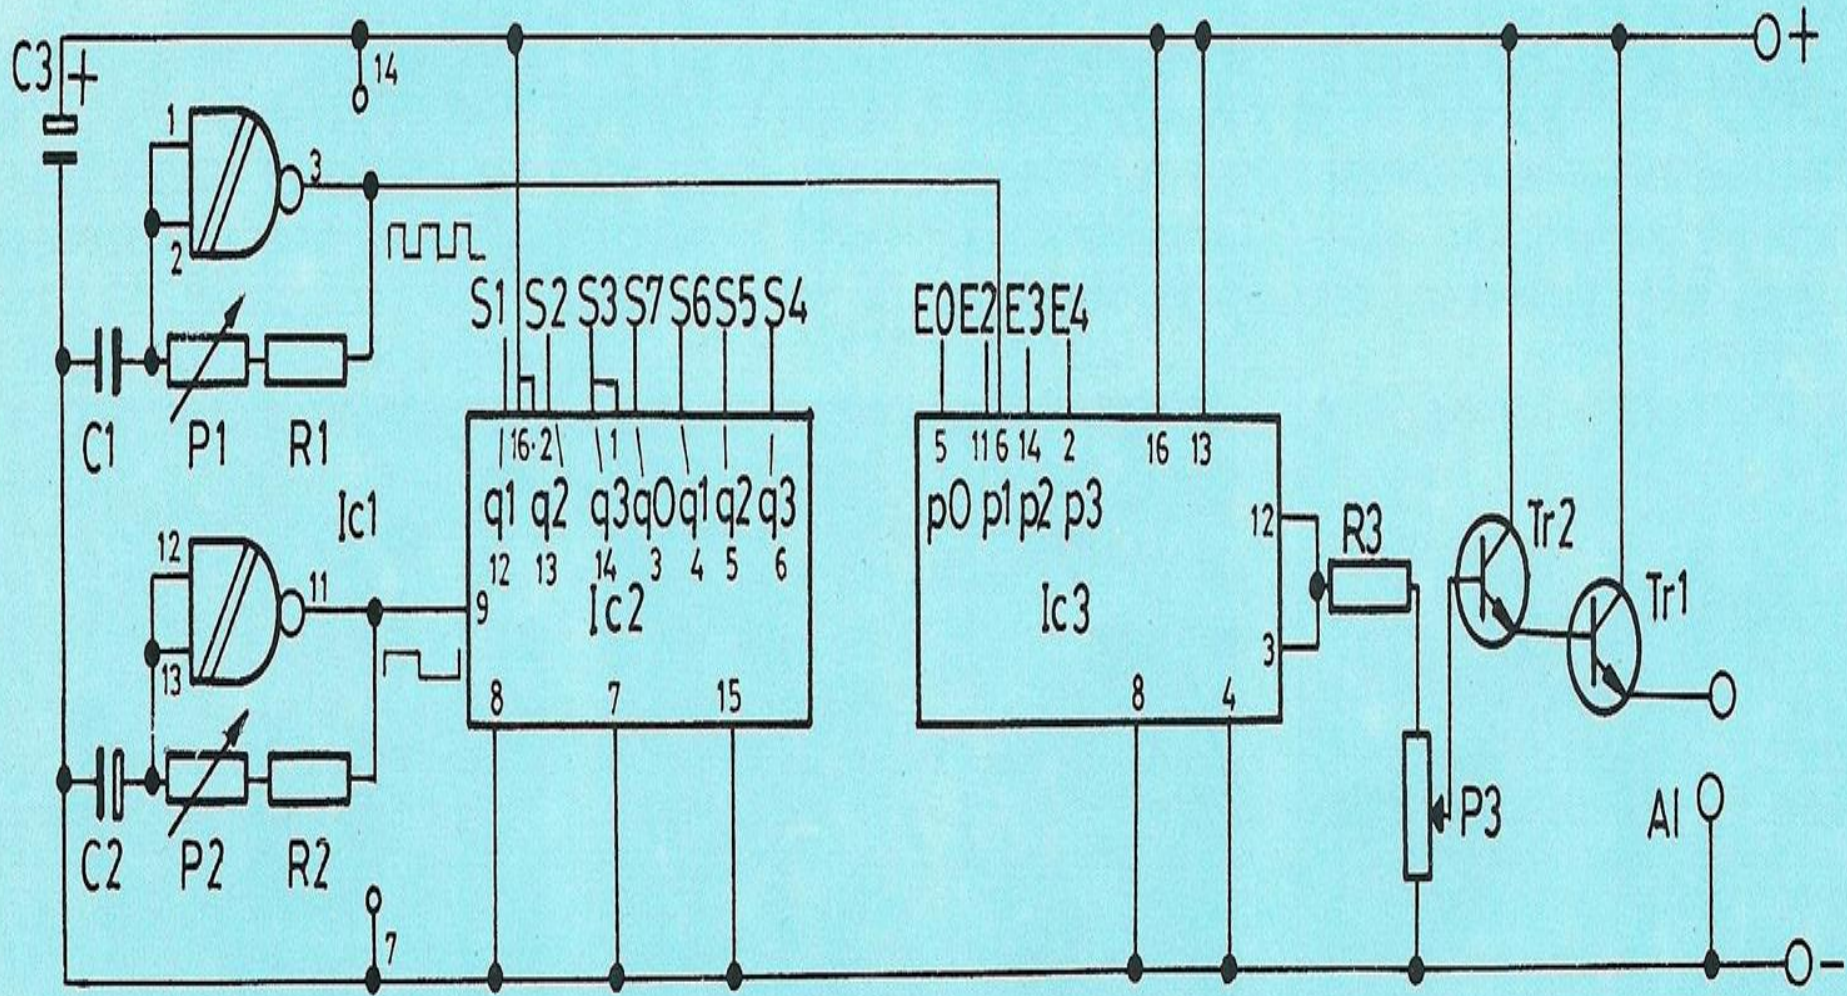 C3 + 14 +
1 3
2
S1 S2 S3 S7 S6 S5 S4 E0 E2 E3 E4
C1 P1 R1
16·2 1 5 11 6 14 2 16 13
Ic1 q1 q2 q3 q0 q1 q2 q3 p0 p1 p2 p3 12 R3 Tr2
12 13 14 3 4 5 6
12 11 9 Ic2 Ic3 Tr1
13 3
8 7 15 8 4
C2 P2 R2 P3 A1
7 -